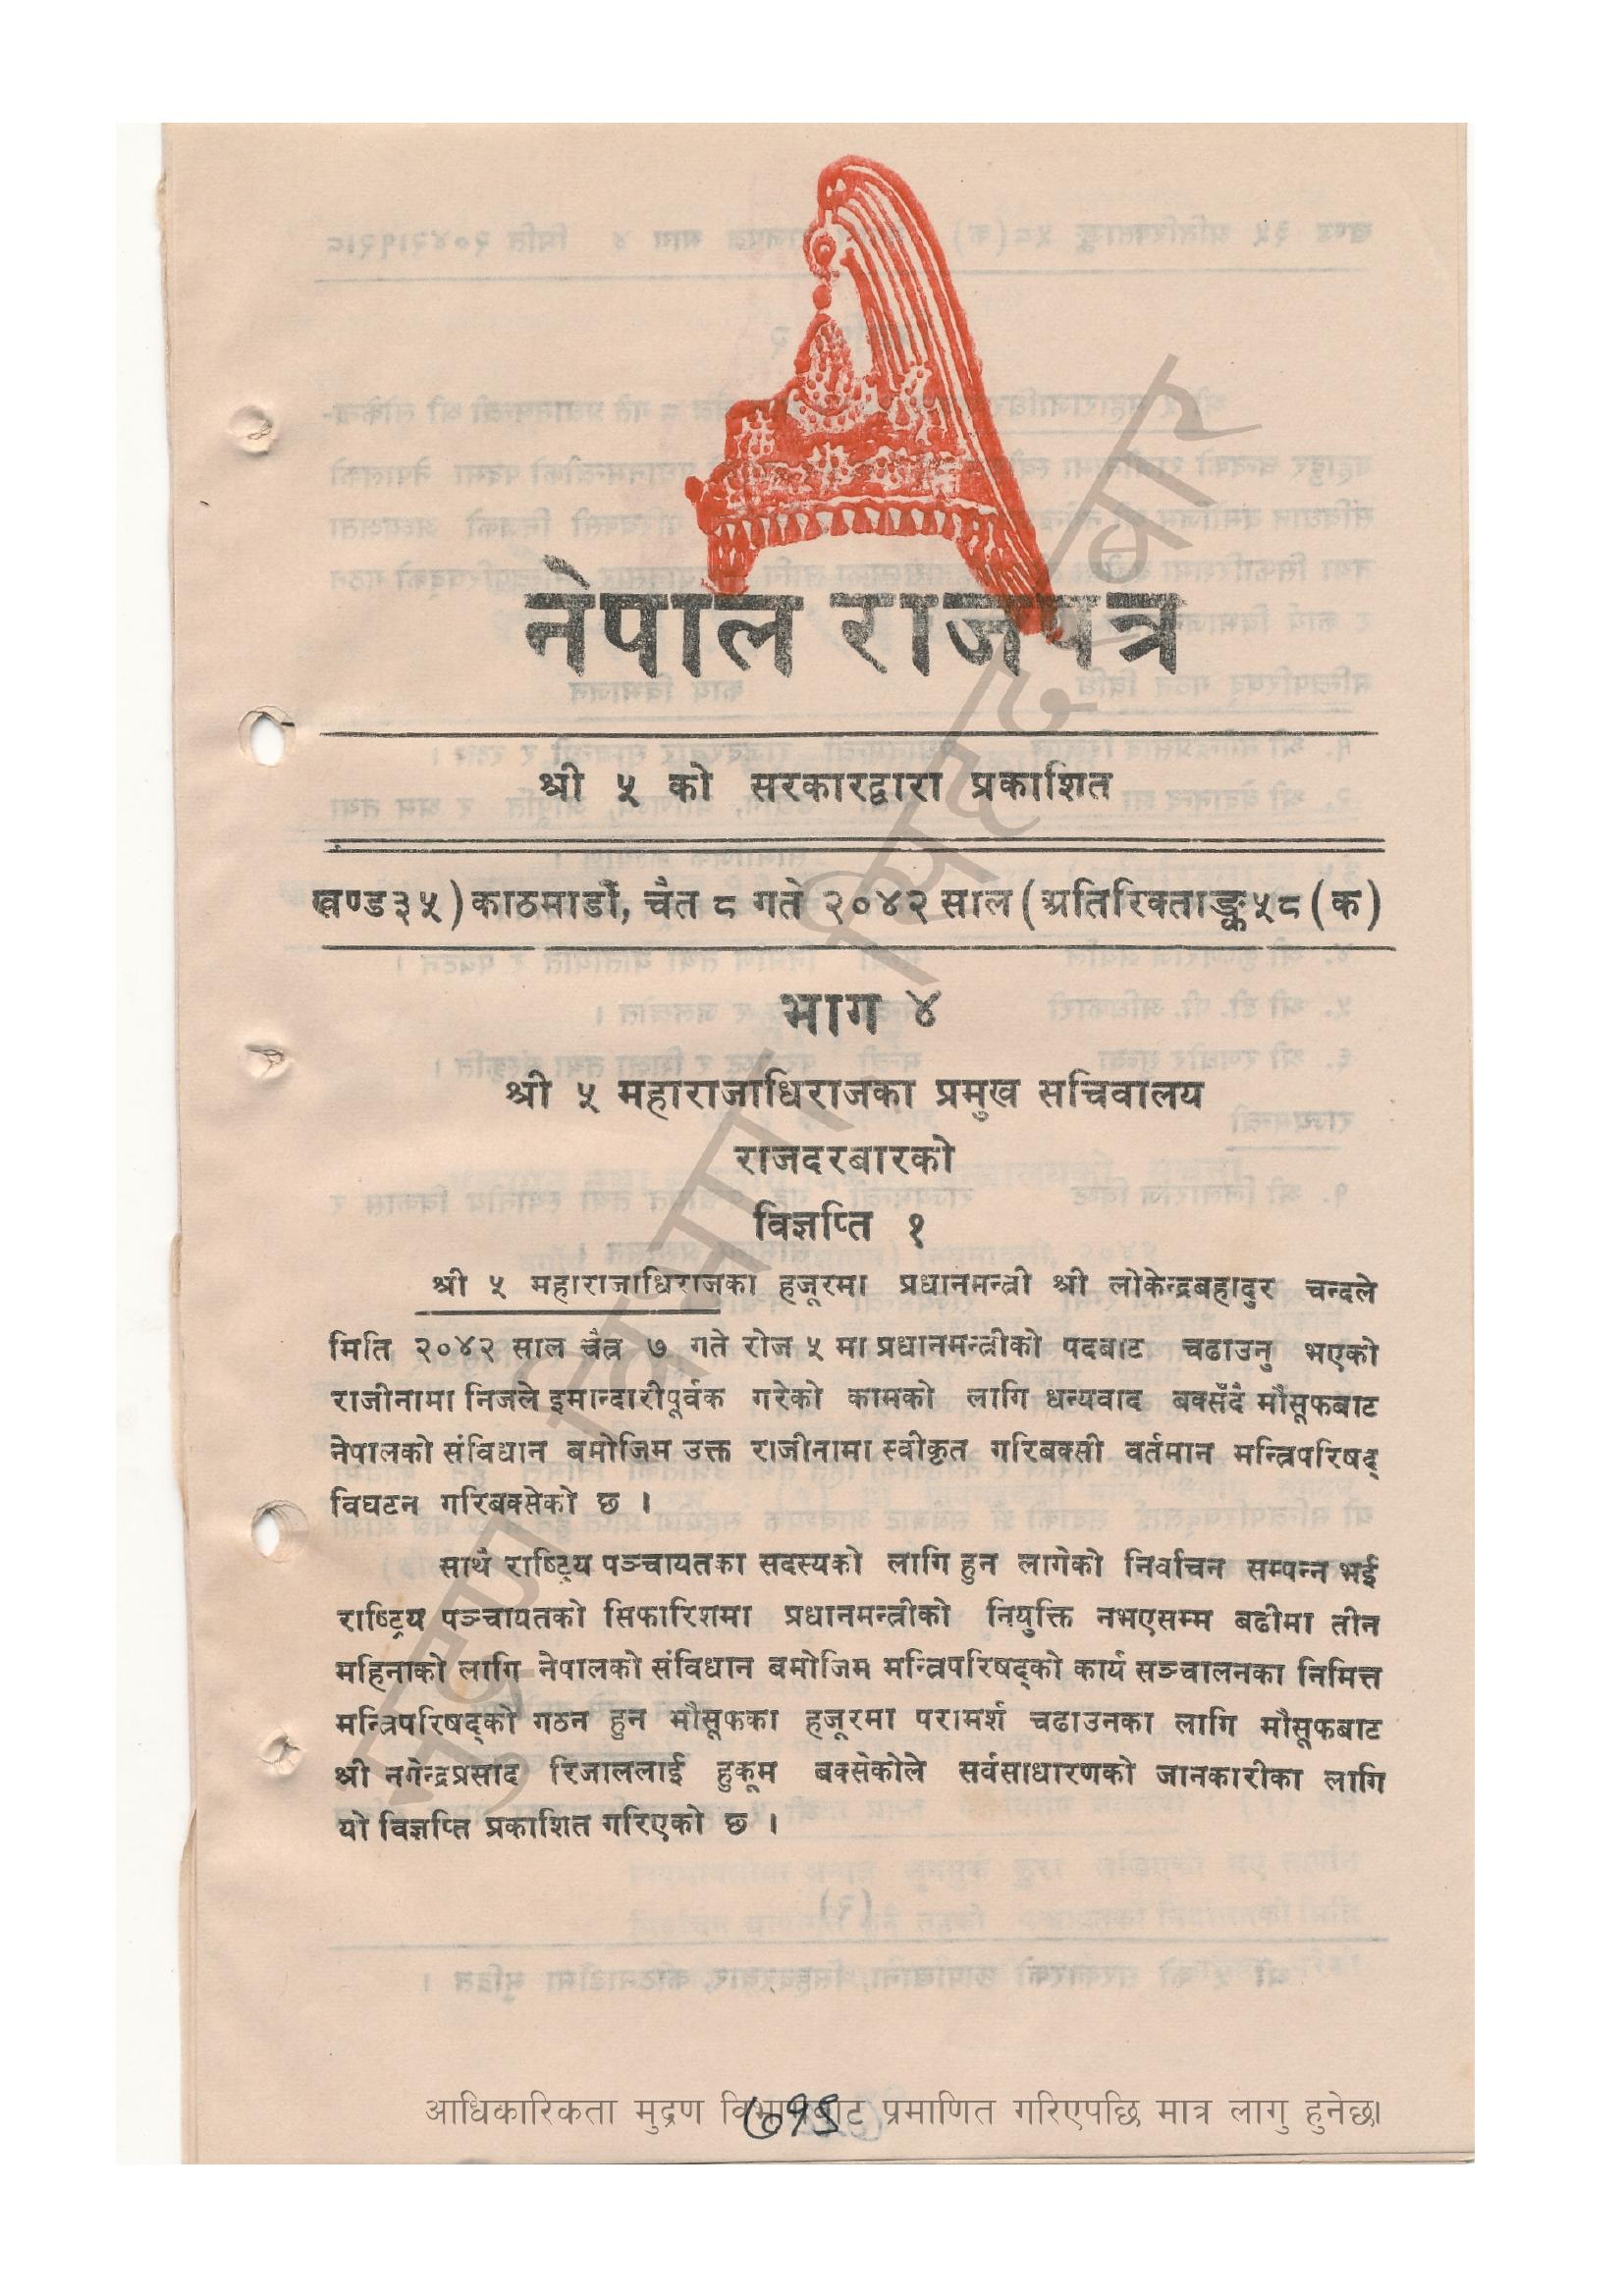 नेपाल राजपत्र
श्री ५ को सरकारद्वारा प्रकाशित
खण्ड ३५) काठमाडौं, चैत ८ गते २०४२ साल (अतिरिक्ताङ्क ५८ (क)
भाग ४
श्री ५ महाराजाधिराजका प्रमुख सचिवालय
राजदरबारको
विज्ञप्ति १
श्री ५ महाराजाधिराजका हजूरमा प्रधानमन्त्री श्री लोकेन्द्रबहादुर चन्दले
मिति २०४२ साल चैत्र ७ गते रोज ५ मा प्रधानमन्त्रीको पदबाट चढाउनु भएको
राजीनामा निजले इमान्दारीपूर्वक गरेको कामको लागि धन्यवाद बक्सँदै मौसूफबाट
नेपालको संविधान बमोजिम उक्त राजीनामा स्वीकृत गरिबक्सी वर्तमान मन्त्रिपरिषद्
विघटन गरिबक्सेको छ ।
साथै राष्ट्रिय पञ्चायतका सदस्यको लागि हुन लागेको निर्वाचन सम्पन्न भई
राष्ट्रिय पञ्चायतको सिफारिशमा प्रधानमन्त्रीको नियुक्ति नभएसम्म बढीमा तीन
महिनाको लागि नेपालको संविधान बमोजिम मन्त्रिपरिषद्को कार्य सञ्चालनका निमित्त
मन्त्रिपरिषद्को गठन हुन मौसूफका हजूरमा परामर्श चढाउनका लागि मौसूफबाट
श्री नगेन्द्रप्रसाद रिजाललाई हुकूम बक्सेकोले सर्वसाधारणको जानकारीका लागि
यो विज्ञप्ति प्रकाशित गरिएको छ ।
आधिकारिकता मुद्रण विभागबाट प्रमाणित गरिएपछि मात्र लागु हुनेछ।